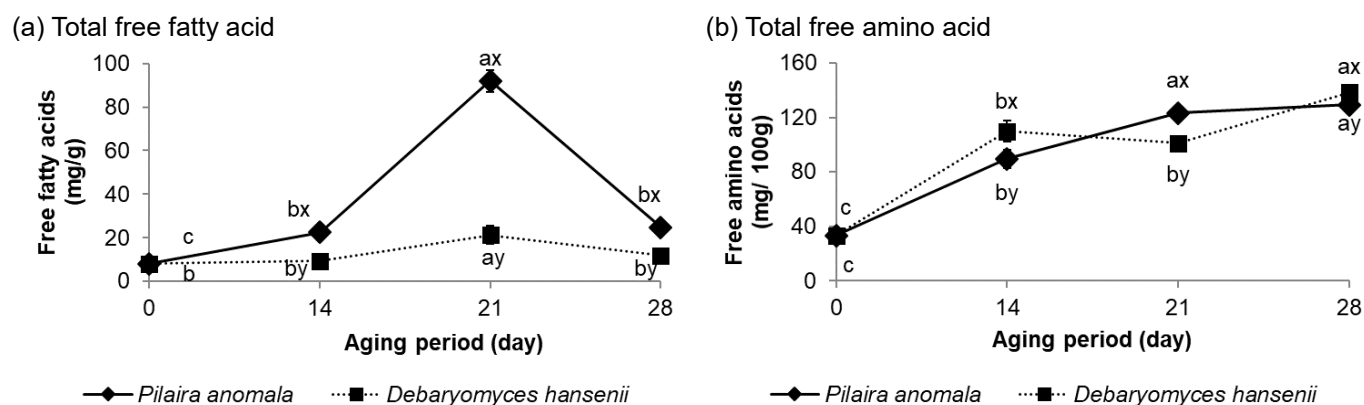 (a) Total free fatty acid
Free fatty acids
(mg/g)
100
80
60
40
20
0
c
b
bx
by
ax
ay
bx
by
0 14 21 28
Aging period (day)
Pilaira anomala Debaryomyces hansenii
(b) Total free amino acid
Free amino acids
(mg/ 100g)
160
120
80
40
0
c
c
bx
by
ax
by
ax
ay
0 14 21 28
Aging period (day)
Pilaira anomala Debaryomyces hansenii